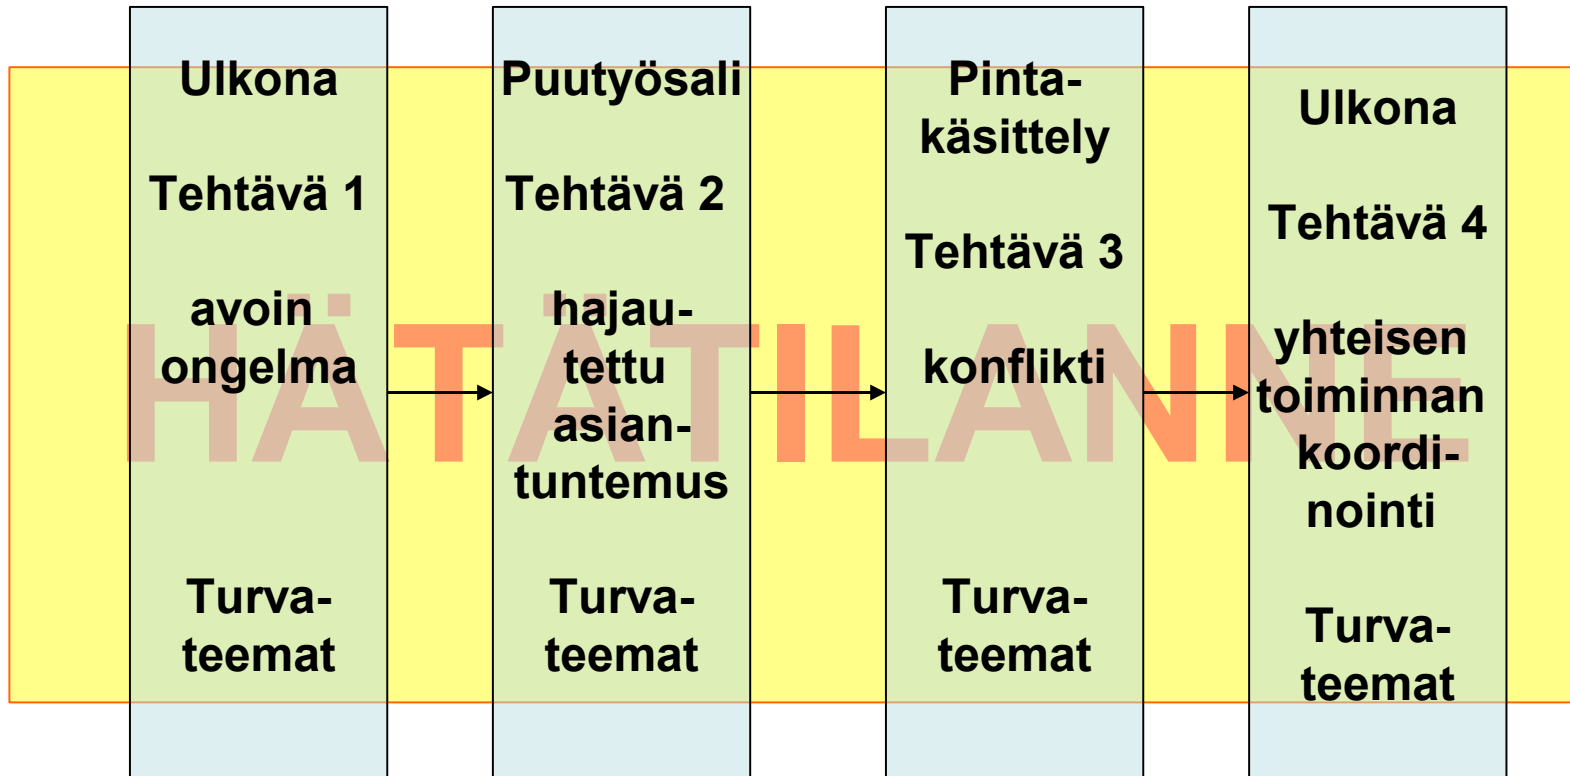 Ulkona
Tehtävä 1
avoin
ongelma
Turva-
teemat
Puutyösali
Tehtävä 2
hajau-
tettu
asian-
tuntemus
Turva-
teemat
Pinta-
käsittely
Tehtävä 3
konflikti
Turva-
teemat
Ulkona
Tehtävä 4
yhteisen
toiminnan
koordi-
nointi
Turva-
teemat
HÄTÄTILANNE